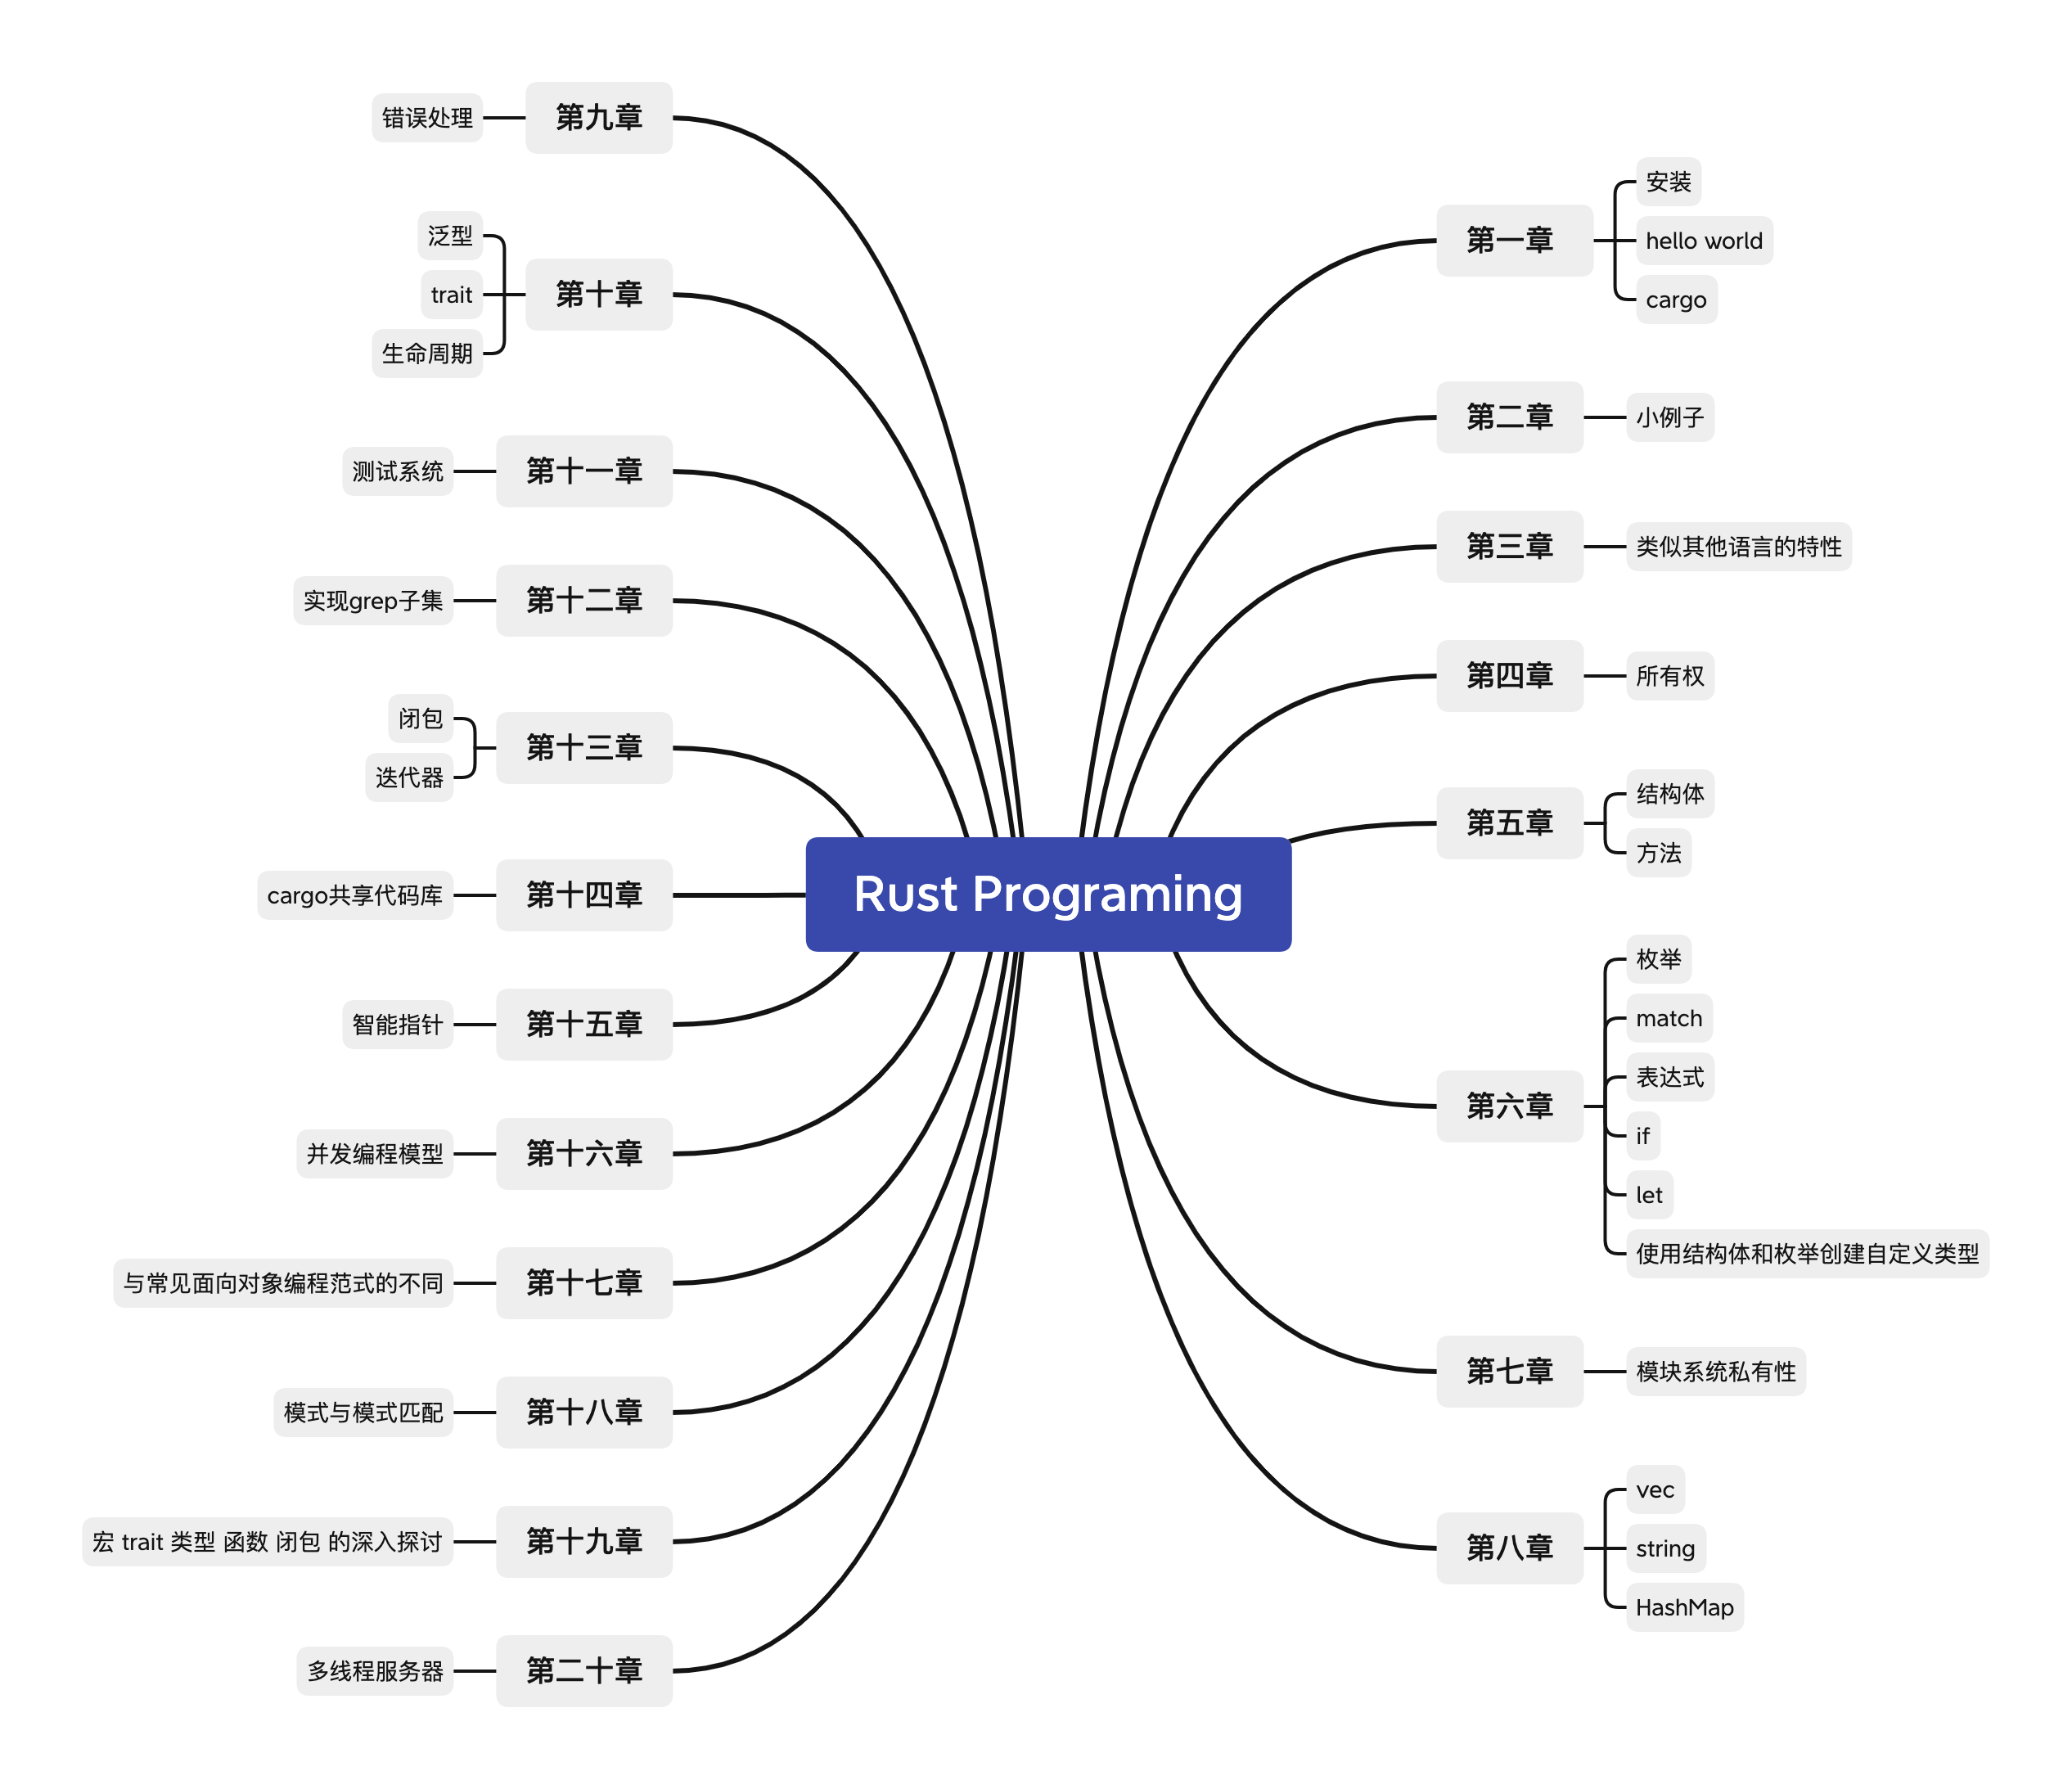 Rust Programing
第一章
安装
hello world
cargo
第二章
小例子
第三章
类似其他语言的特性
第四章
所有权
第五章
结构体
方法
第六章
枚举
match
表达式
if
let
使用结构体和枚举创建自定义类型
第七章
模块系统私有性
第八章
vec
string
HashMap
第九章
错误处理
第十章
泛型
trait
生命周期
第十一章
测试系统
第十二章
实现grep子集
第十三章
闭包
迭代器
第十四章
cargo共享代码库
第十五章
智能指针
第十六章
并发编程模型
第十七章
与常见面向对象编程范式的不同
第十八章
模式与模式匹配
第十九章
宏 trait 类型 函数 闭包 的深入探讨
第二十章
多线程服务器